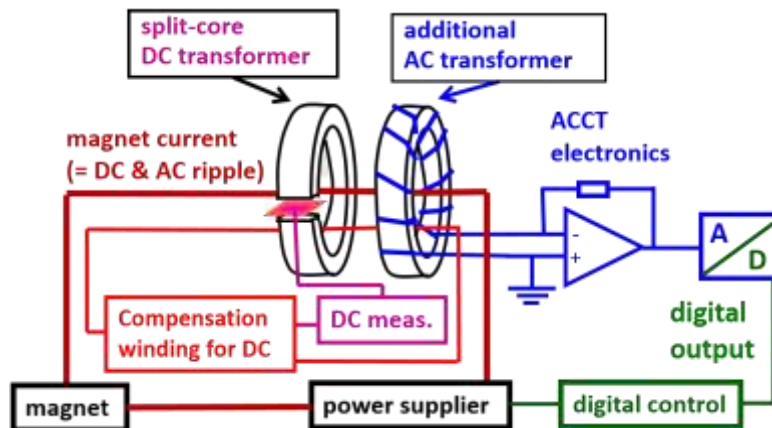 split-core
DC transformer
additional
AC transformer
magnet current
(= DC & AC ripple)
ACCT
electronics
-
+
A
D
Compensation
winding for DC
DC meas.
digital
output
magnet
power supplier
digital control